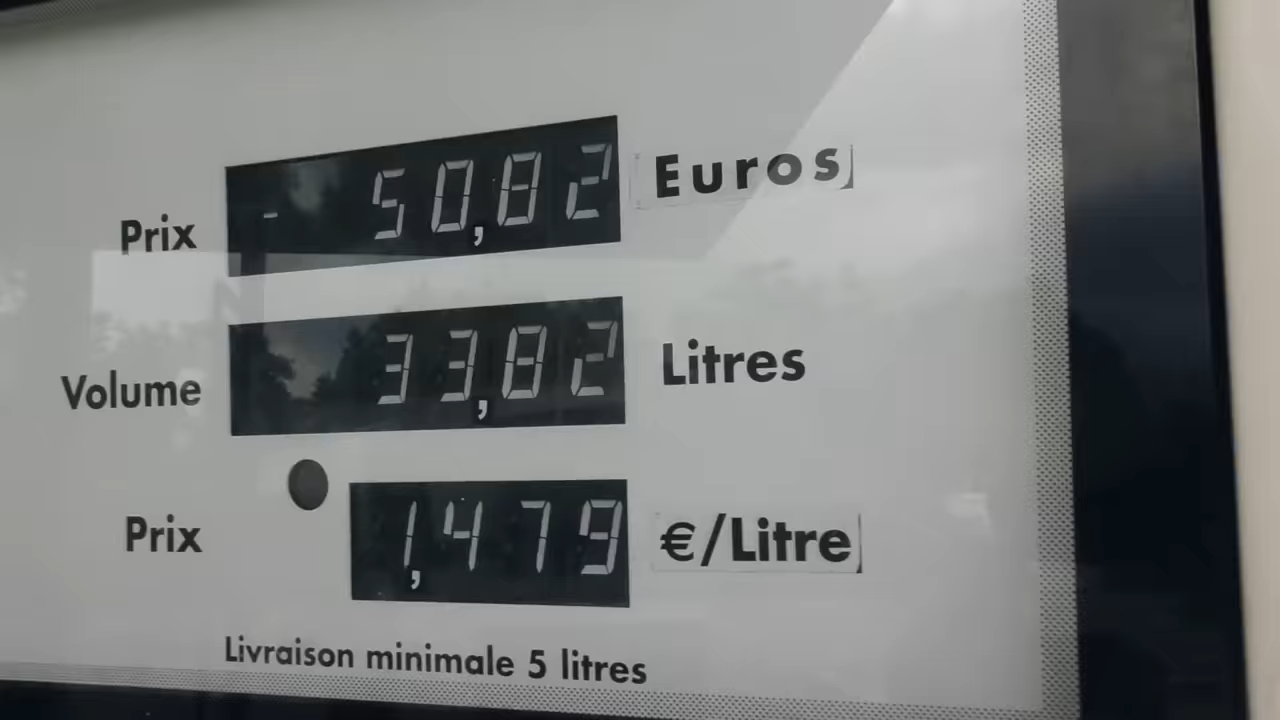 Prix - 50,82 Euros
Volume 33,82 Litres
Prix 1,479 €/Litre
Livraison minimale 5 litres